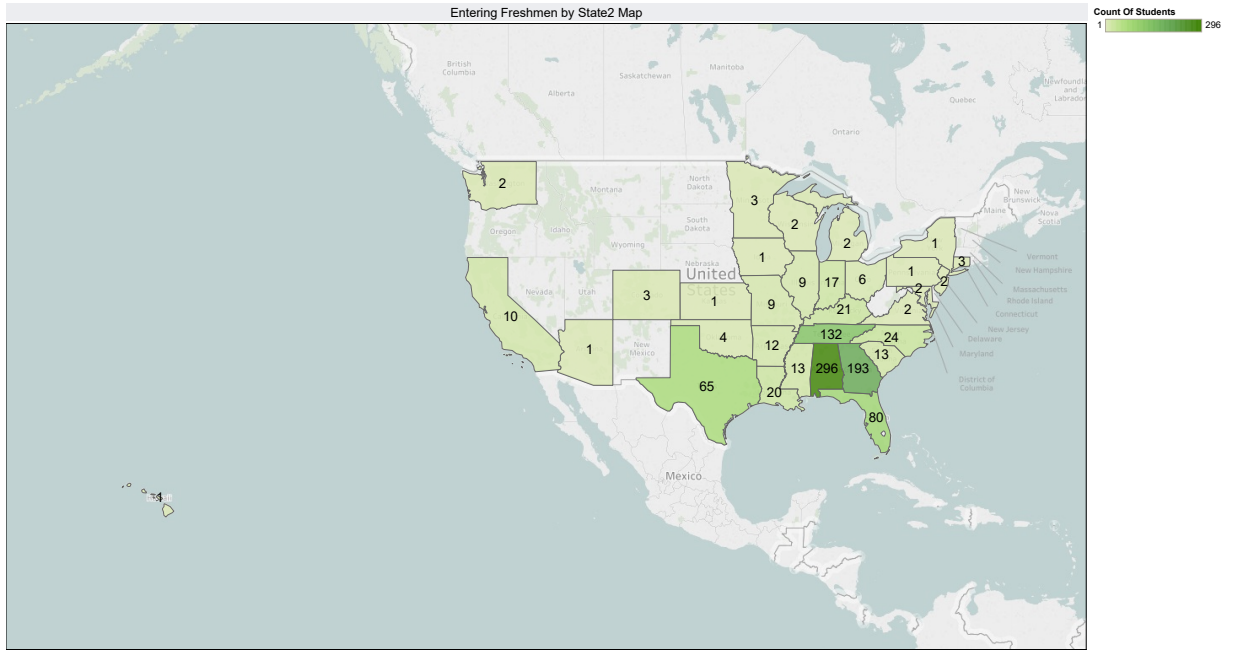 Entering Freshmen by State2 Map
Count Of Students
1 296
British
Columbia
Alberta
Saskatchewan
Manitoba
Ontario
Quebec
Newfoundl
and
Labrador
New
Brunswick
Nova
Scotia
Maine
North
Dakota
Montana
South
Dakota
Oregon
Idaho
Wyoming
Nebraska
Nevada
Utah
United
States
New
Mexico
Mexico
Vermont
New Hampshire
Massachusetts
Rhode Island
Connecticut
New Jersey
Delaware
Maryland
District of
Columbia
2
3
2
2
1
3
1
1
2
2
9
17
6
3
1
9
21
2
10
1
4
12
132
24
13
65
20
13
296
193
80